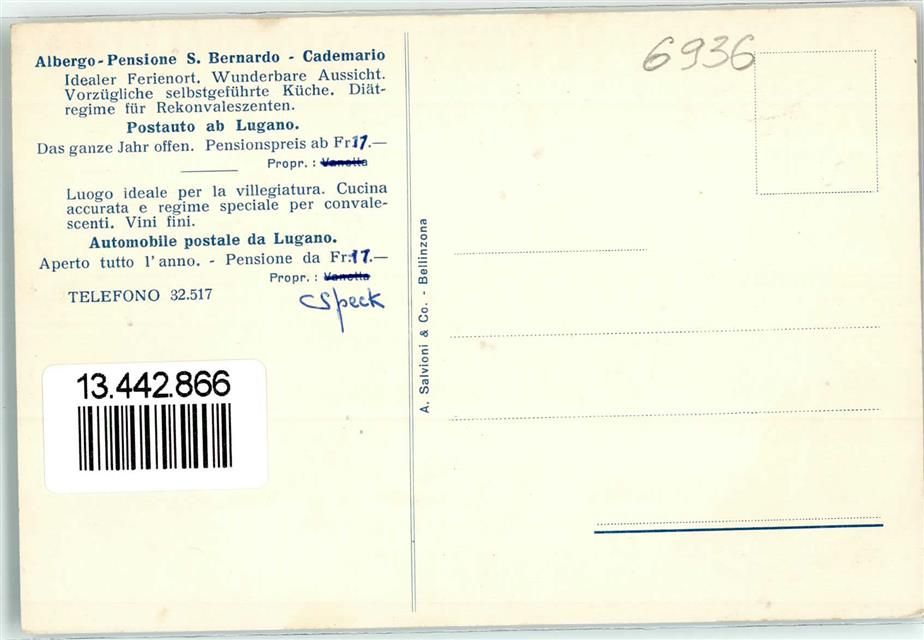 Albergo-Pensione S. Bernardo - Cademario
Idealer Ferienort. Wunderbare Aussicht.
Vorzügliche selbstgeführte Küche. Diät-
regime für Rekonvaleszenten.
Postauto ab Lugano.
Das ganze Jahr offen. Pensionspreis ab Fr 17.—
Propr. : Vanetta
Luogo ideale per la villegiatura. Cucina
accurata e regime speciale per convale-
scenti. Vini fini.
Automobile postale da Lugano.
Aperto tutto l'anno. - Pensione da Fr. 17.—
Propr. : Vanetta
Speck
TELEFONO 32.517
13.442.866
A. Salvioni & Co. - Bellinzona
6936